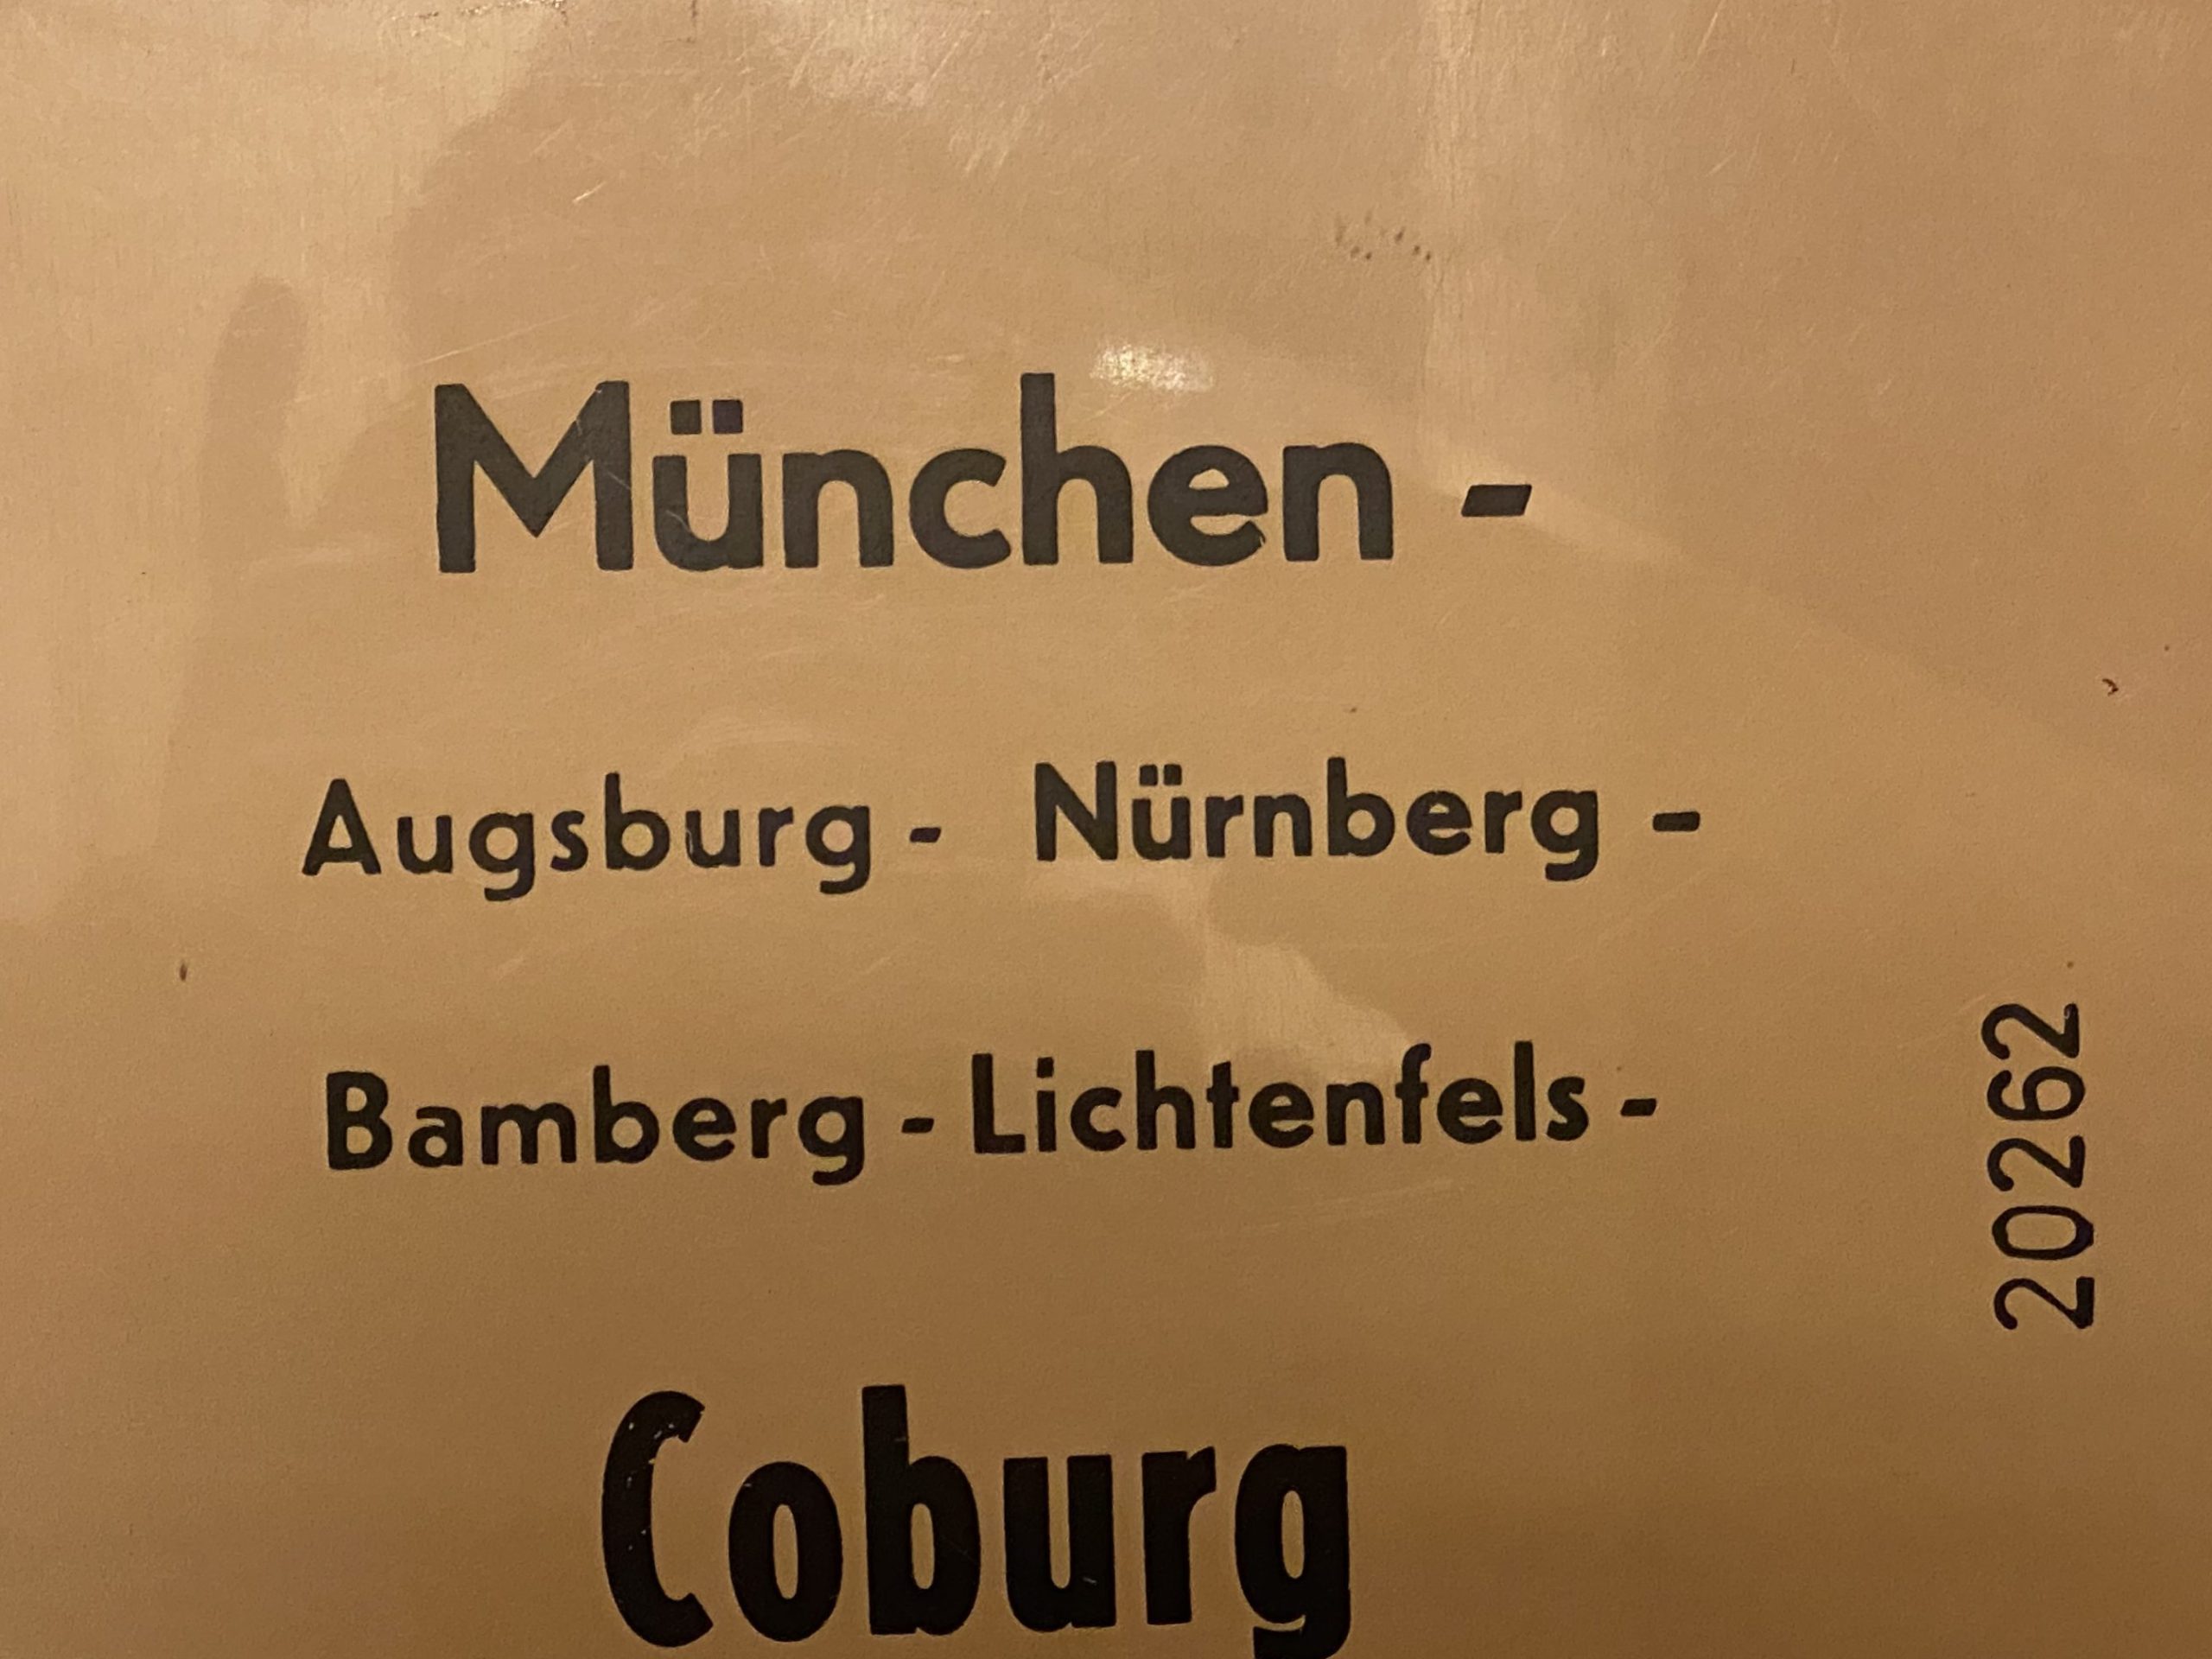 München -
Augsburg - Nürnberg -
Bamberg - Lichtenfels -
Coburg
20262